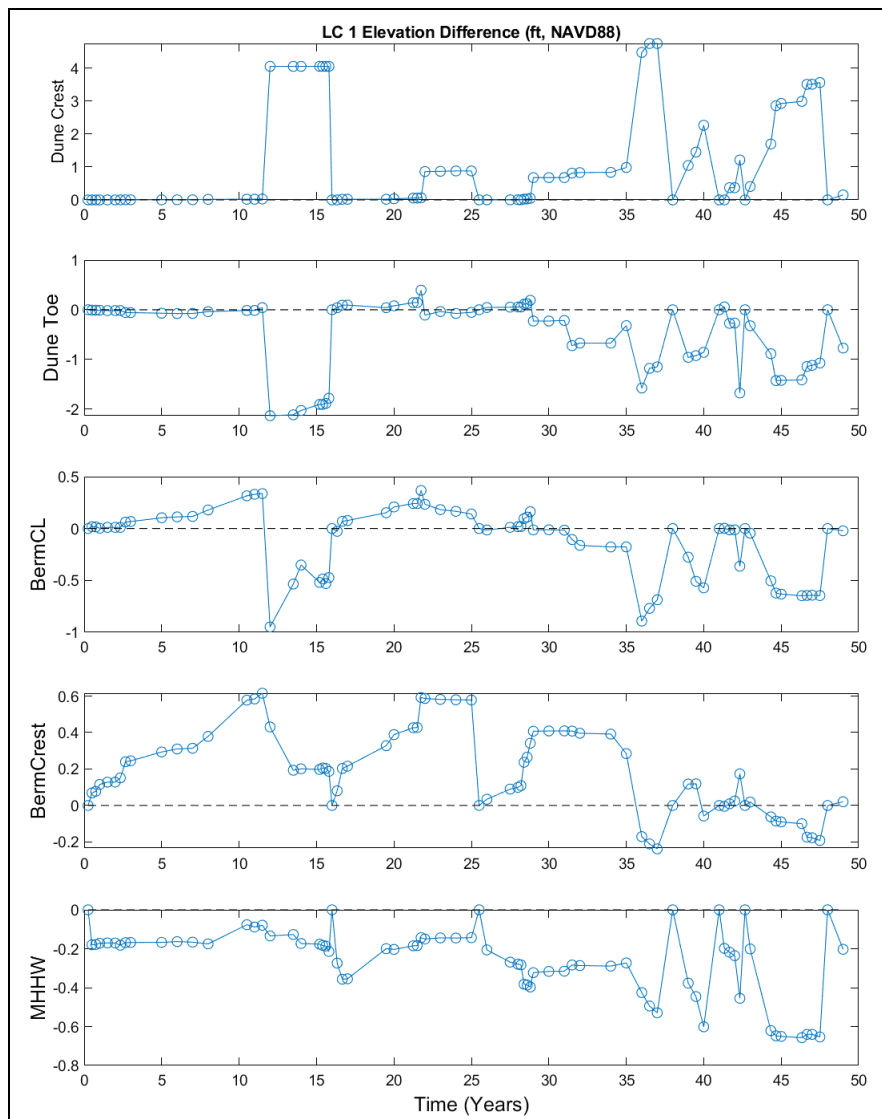 LC 1 Elevation Difference (ft, NAVD88)
Dune Crest
4
3
2
1
0
0 5 10 15 20 25 30 35 40 45 50
Dune Toe
1
0
-1
-2
0 5 10 15 20 25 30 35 40 45 50
BermCL
0.5
0
-0.5
-1
0 5 10 15 20 25 30 35 40 45 50
BermCrest
0.6
0.4
0.2
0
-0.2
0 5 10 15 20 25 30 35 40 45 50
MHHW
0
-0.2
-0.4
-0.6
-0.8
0 5 10 15 20 25 30 35 40 45 50
Time (Years)